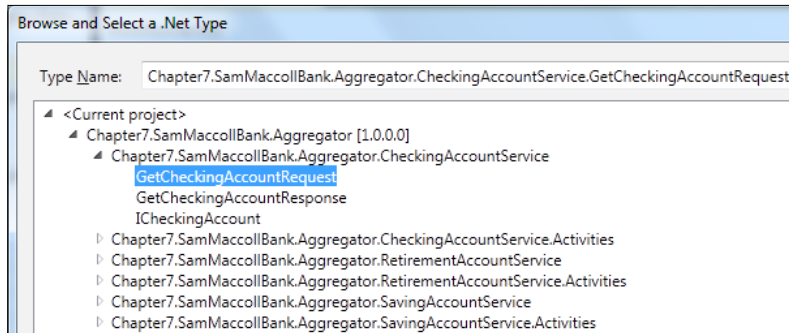 Browse and Select a .Net Type
Type Name: Chapter7.SamMaccollBank.Aggregator.CheckingAccountService.GetCheckingAccountRequest
<Current project>
Chapter7.SamMaccollBank.Aggregator [1.0.0.0]
Chapter7.SamMaccollBank.Aggregator.CheckingAccountService
GetCheckingAccountRequest
GetCheckingAccountResponse
ICheckingAccount
Chapter7.SamMaccollBank.Aggregator.CheckingAccountService.Activities
Chapter7.SamMaccollBank.Aggregator.RetirementAccountService
Chapter7.SamMaccollBank.Aggregator.RetirementAccountService.Activities
Chapter7.SamMaccollBank.Aggregator.SavingAccountService
Chapter7.SamMaccollBank.Aggregator.SavingAccountService.Activities